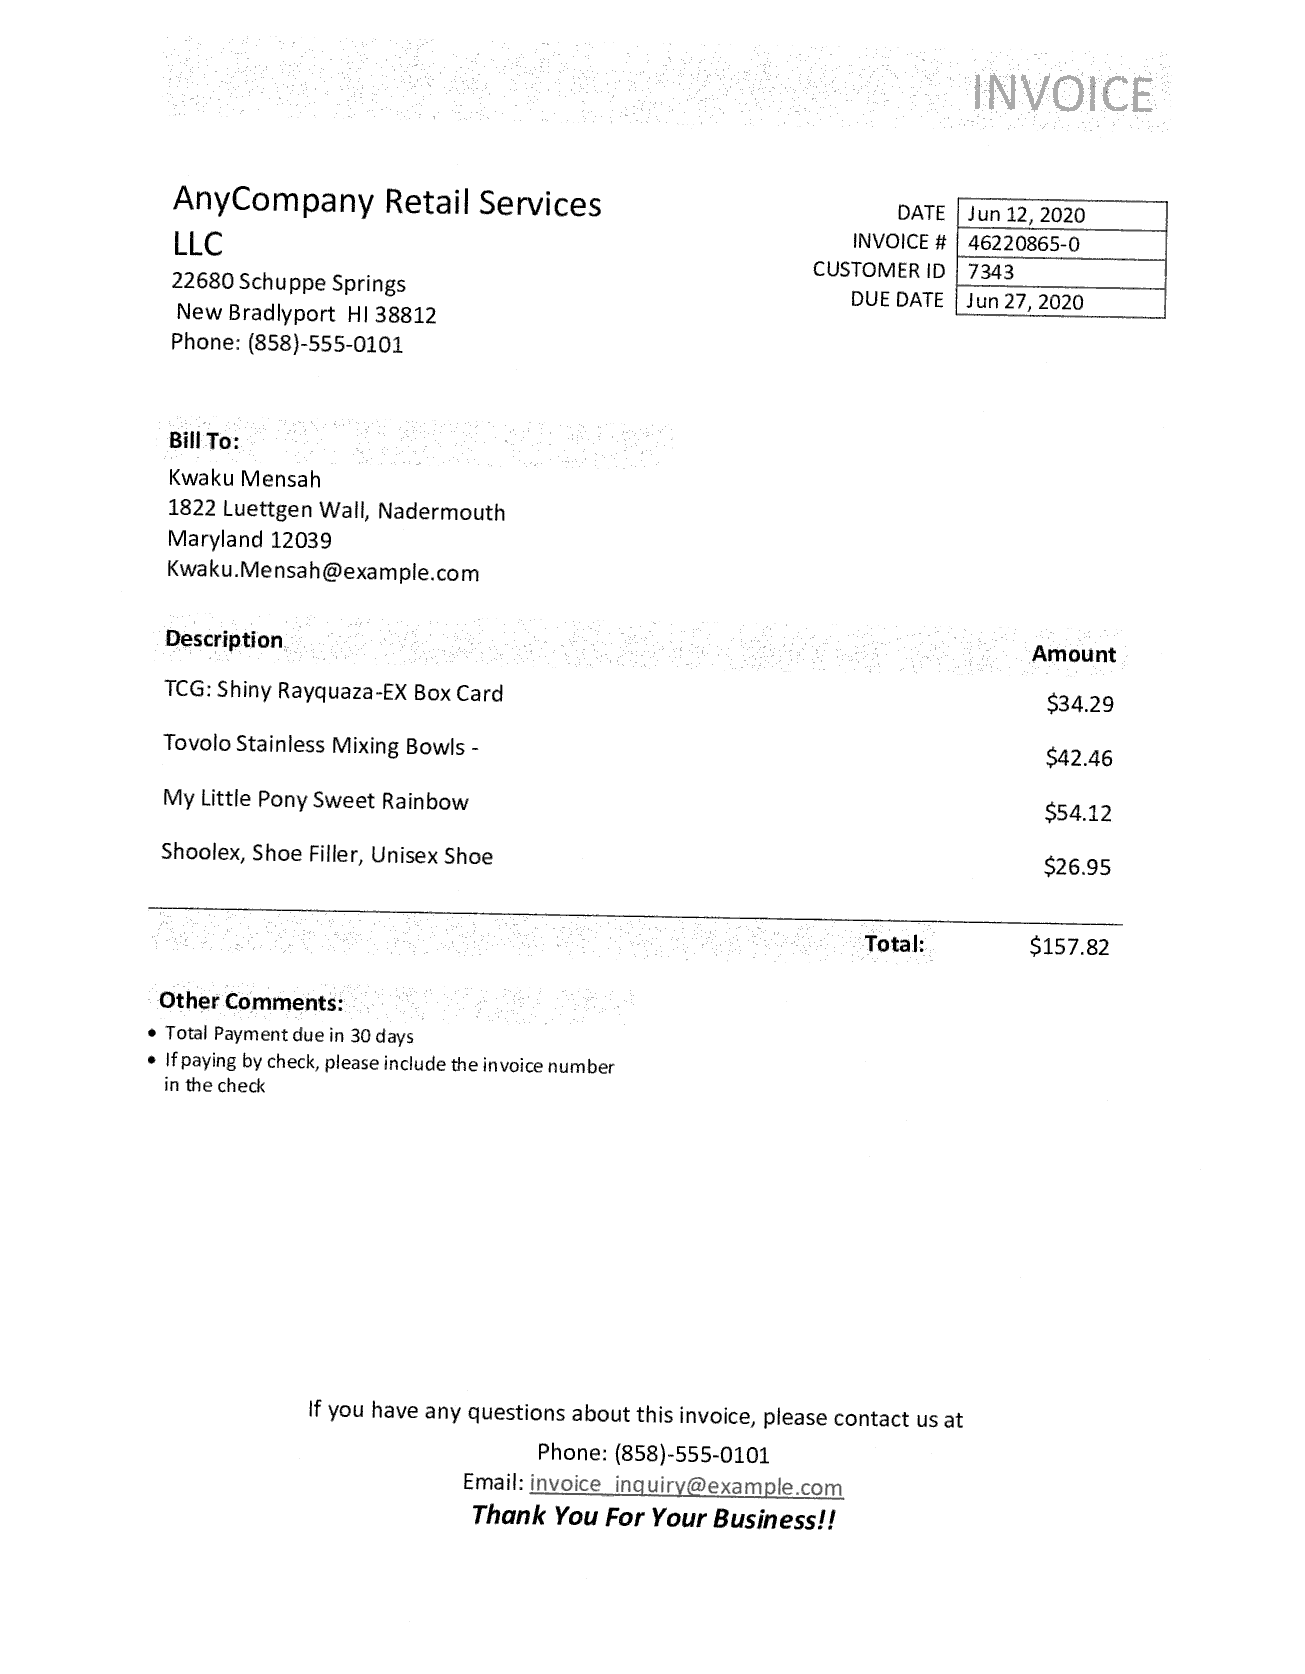 INVOICE
AnyCompany Retail Services
LLC
22680 Schuppe Springs
New Bradlyport HI 38812
Phone: (858)-555-0101
DATE Jun 12, 2020
INVOICE # 46220865-0
CUSTOMER ID 7343
DUE DATE Jun 27, 2020
Bill To:
Kwaku Mensah
1822 Luettgen Wall, Nadermouth
Maryland 12039
Kwaku.Mensah@example.com
Description Amount
TCG: Shiny Rayquaza-EX Box Card $34.29
Tovolo Stainless Mixing Bowls - $42.46
My Little Pony Sweet Rainbow $54.12
Shoolex, Shoe Filler, Unisex Shoe $26.95
Total: $157.82
Other Comments:
• Total Payment due in 30 days
• If paying by check, please include the invoice number
in the check
If you have any questions about this invoice, please contact us at
Phone: (858)-555-0101
Email: invoice_inquiry@example.com
Thank You For Your Business!!